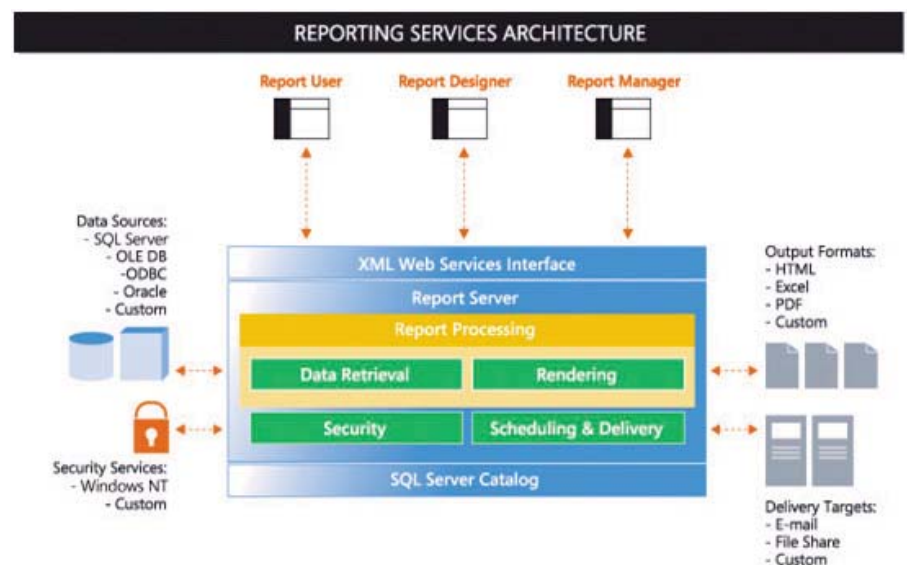 REPORTING SERVICES ARCHITECTURE
Report User
Report Designer
Report Manager
Data Sources:
- SQL Server
- OLE DB
-ODBC
- Oracle
- Custom
XML Web Services Interface
Report Server
Report Processing
Data Retrieval
Rendering
Security
Scheduling & Delivery
SQL Server Catalog
Output Formats:
- HTML
- Excel
- PDF
- Custom
Security Services:
- Windows NT
- Custom
Delivery Targets:
- E-mail
- File Share
- Custom